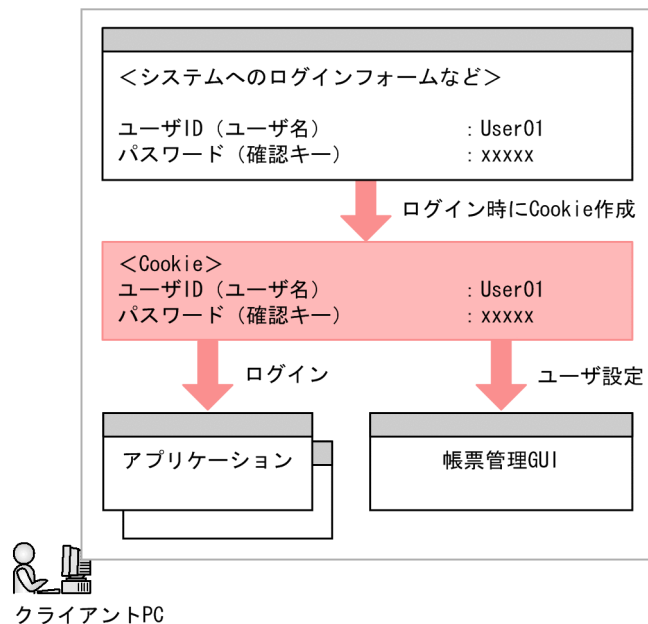 ＜システムへのログインフォームなど＞
ユーザID（ユーザ名）　：User01
パスワード（確認キー）　：xxxxx
ログイン時にCookie作成
＜Cookie＞
ユーザID（ユーザ名）　：User01
パスワード（確認キー）　：xxxxx
ログイン
ユーザ設定
アプリケーション
帳票管理GUI
クライアントPC